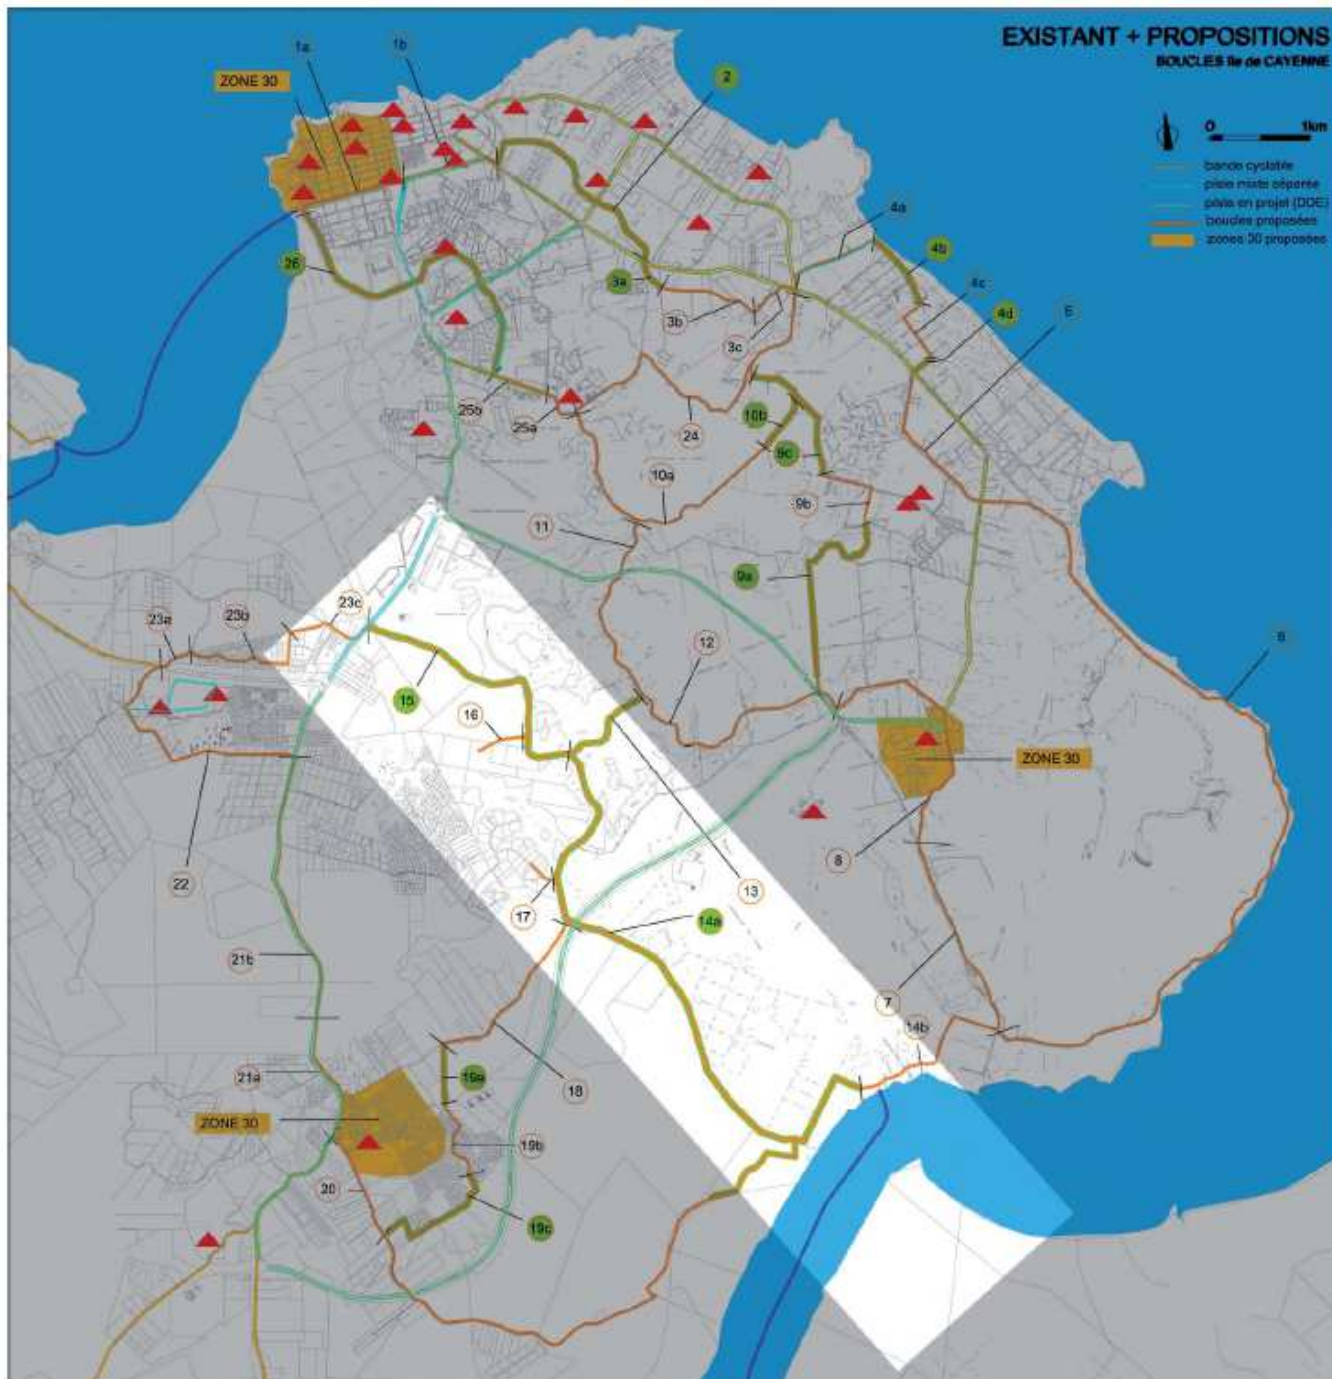 EXISTANT + PROPOSITIONS
BOUCLES Ile de CAYENNE
0 1km
bande cyclable
piste mixte séparée
piste en projet (DDE)
boucles proposées
zones 30 proposées
1a
1b
ZONE 30
2
4a
4b
26
3a
4c
3b
4d
3c
25b
25a
24
10b
9c
10a
9b
11
9a
23a
23b
23c
12
15
16
ZONE 30
22
8
13
17
14a
21b
7
14b
21a
19a
18
ZONE 30
19b
20
19c